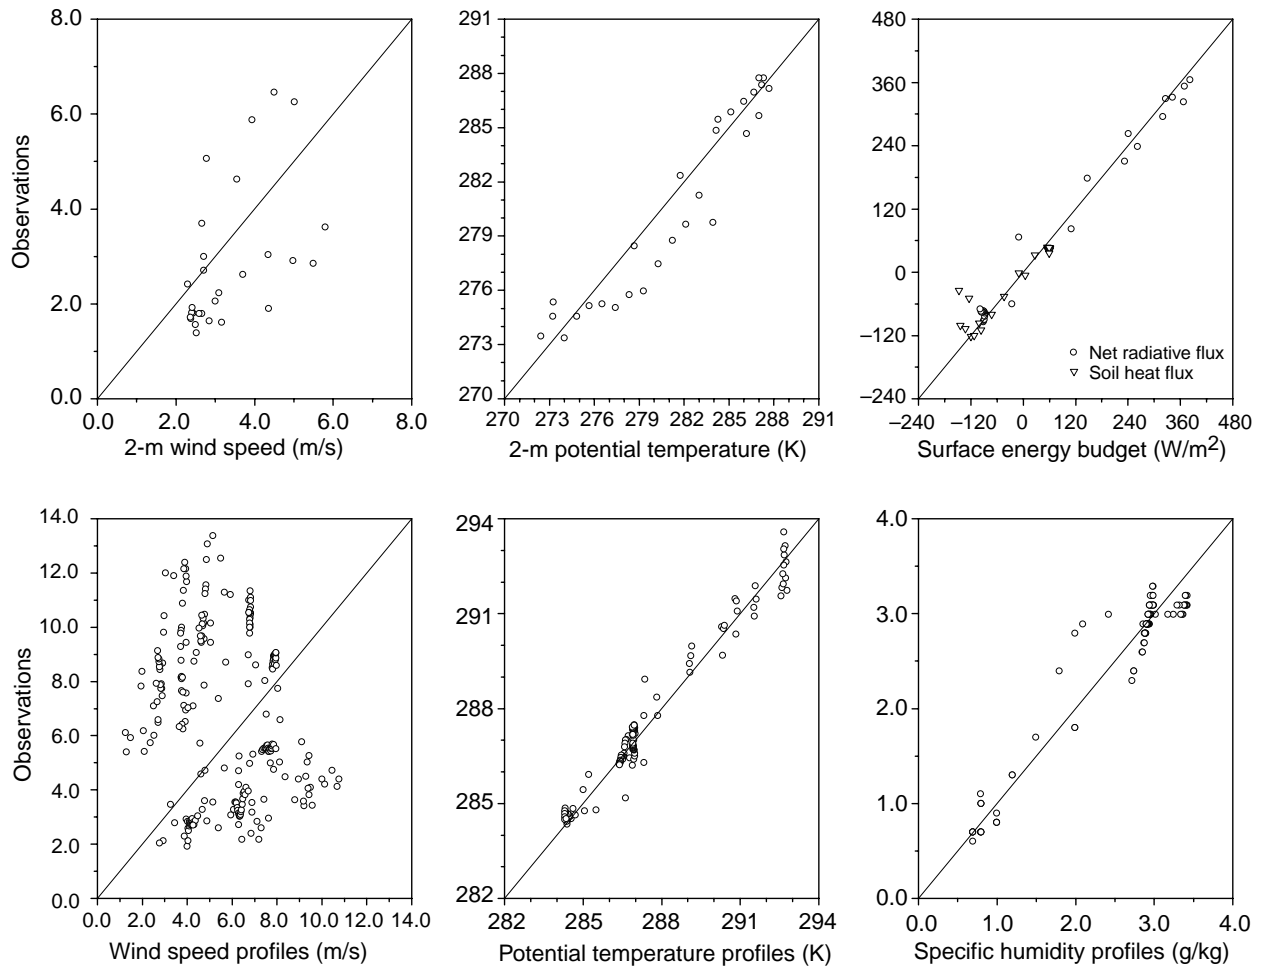 8.0
6.0
4.0
2.0
0.0
Observations
0.0 2.0 4.0 6.0 8.0
2-m wind speed (m/s)
291
288
285
282
279
276
273
270
270 273 276 279 282 285 288 291
2-m potential temperature (K)
480
360
240
120
0
−120
−240
Net radiative flux
Soil heat flux
−240 −120 0 120 240 360 480
Surface energy budget (W/m2)
14.0
12.0
10.0
8.0
6.0
4.0
2.0
0.0
Observations
0.0 2.0 4.0 6.0 8.0 10.0 12.0 14.0
Wind speed profiles (m/s)
294
291
288
285
282
282 285 288 291 294
Potential temperature profiles (K)
4.0
3.0
2.0
1.0
0.0
0.0 1.0 2.0 3.0 4.0
Specific humidity profiles (g/kg)